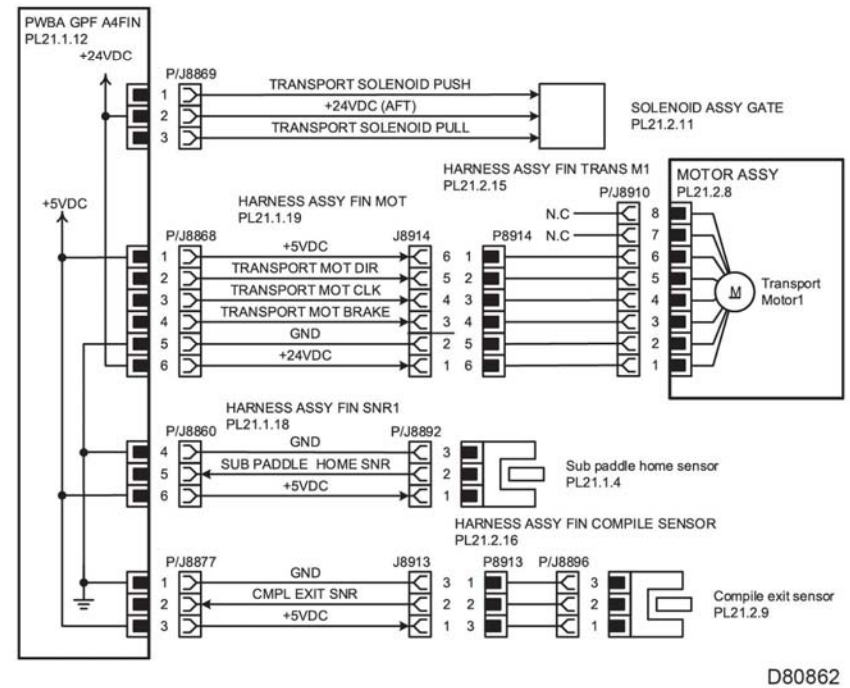 PWBA GPF A4FIN
PL21.1.12
+24VDC
P/J8869
1 TRANSPORT SOLENOID PUSH
2 +24VDC (AFT)
3 TRANSPORT SOLENOID PULL
SOLENOID ASSY GATE
PL21.2.11
HARNESS ASSY FIN TRANS M1
PL21.2.15
MOTOR ASSY
PL21.2.8
P/J8910
+5VDC
HARNESS ASSY FIN MOT
PL21.1.19
N.C 8
P/J8868 J8914 P8914 N.C 7
1 +5VDC 6 1 6
2 TRANSPORT MOT DIR 5 2 5
3 TRANSPORT MOT CLK 4 3 4
4 TRANSPORT MOT BRAKE 3 4 3
5 GND 2 5 2
6 +24VDC 1 6 1
M
Transport
Motor1
HARNESS ASSY FIN SNR1
PL21.1.18
P/J8860 P/J8892
4 GND 3
5 SUB PADDLE HOME SNR 2
6 +5VDC 1
Sub paddle home sensor
PL21.1.4
HARNESS ASSY FIN COMPILE SENSOR
PL21.2.16
P/J8877 J8913 P8913 P/J8896
1 GND 3 1 3
2 CMPL EXIT SNR 2 2 2
3 +5VDC 1 3 1
Compile exit sensor
PL21.2.9
D80862